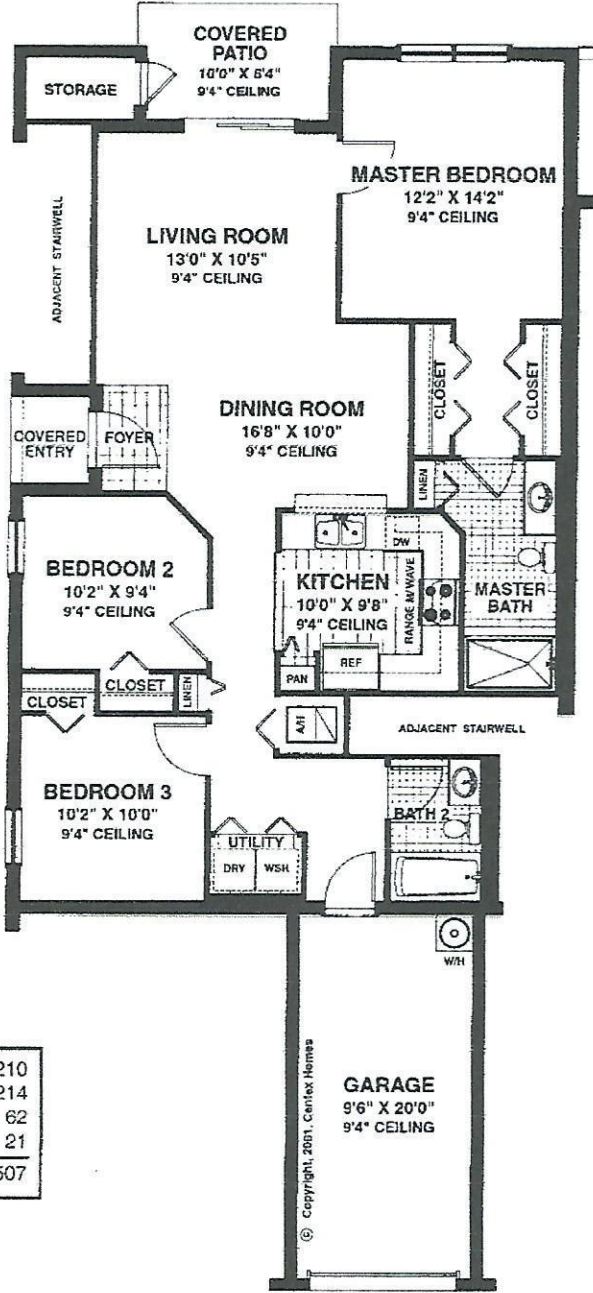 COVERED
PATIO
10'0" X 6'4"
9'4" CEILING
STORAGE
MASTER BEDROOM
12'2" X 14'2"
9'4" CEILING
ADJACENT STAIRWELL
LIVING ROOM
13'0" X 10'5"
9'4" CEILING
CLOSET
CLOSET
DINING ROOM
16'8" X 10'0"
9'4" CEILING
COVERED
ENTRY
FOYER
LINEN
BEDROOM 2
10'2" X 9'4"
9'4" CEILING
DW
KITCHEN
10'0" X 9'8"
9'4" CEILING
RANGE M/WAVE
MASTER
BATH
REF
PAN
CLOSET
CLOSET
LINEN
A/H
ADJACENT STAIRWELL
BEDROOM 3
10'2" X 10'0"
9'4" CEILING
BATH 2
UTILITY
DRY
WSH
W/H
GARAGE
9'6" X 20'0"
9'4" CEILING
© Copyright, 2001, Centex Homes
210
214
62
21
507